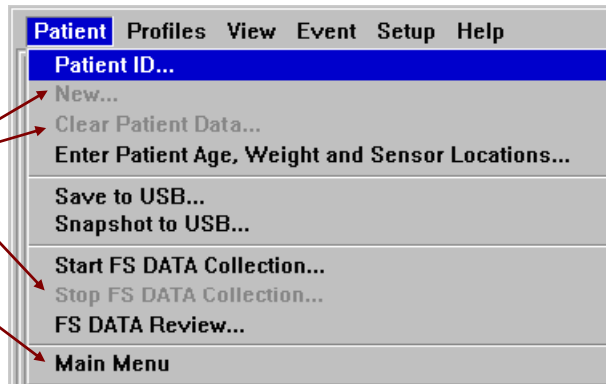 Patient Profiles View Event Setup Help
Patient ID...
New...
Clear Patient Data...
Enter Patient Age, Weight and Sensor Locations...
Save to USB...
Snapshot to USB...
Start FS DATA Collection...
Stop FS DATA Collection...
FS DATA Review...
Main Menu